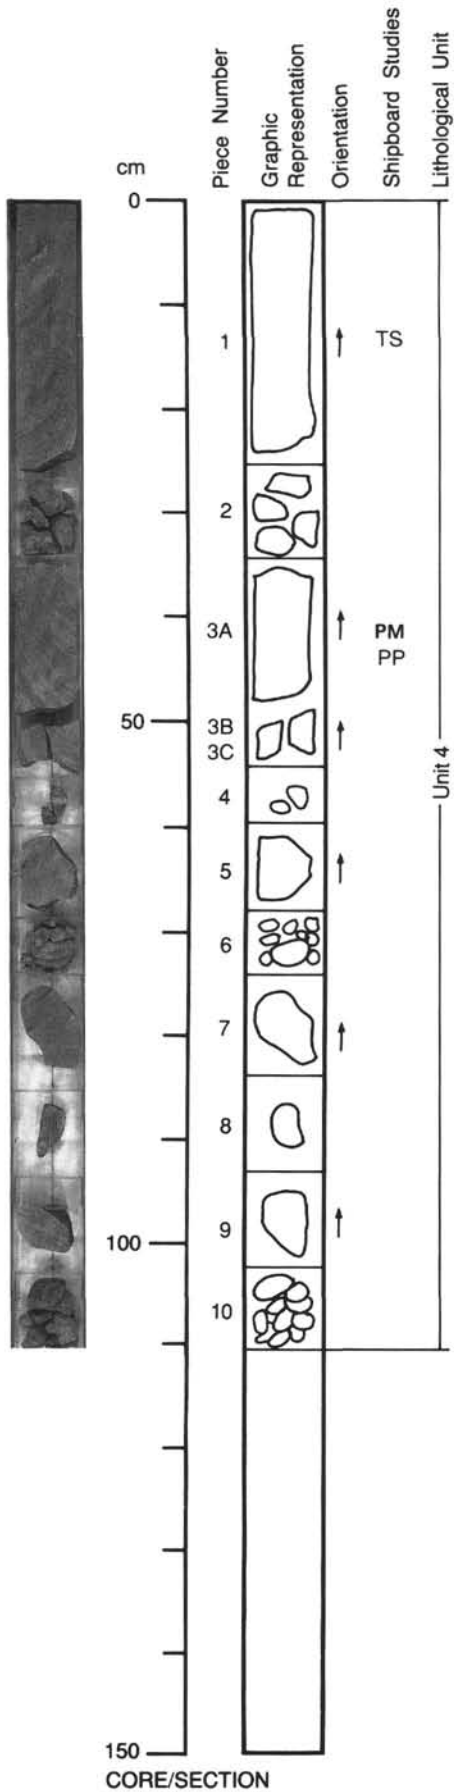 cm
Piece Number
Graphic
Representation
Orientation
Shipboard Studies
Lithological Unit
0
1
TS
2
3A
PM
PP
50
3B
3C
Unit 4
4
5
6
7
8
9
100
10
150
CORE/SECTION